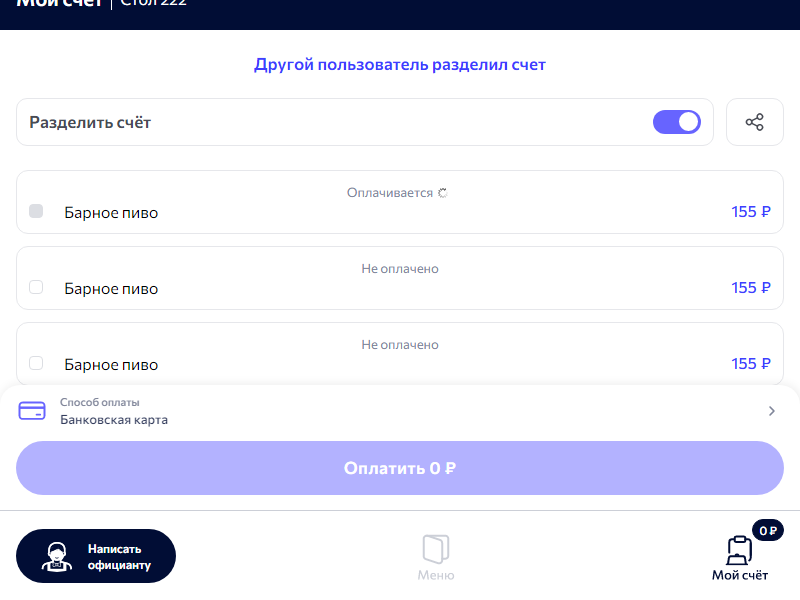 Мой счёт | Стол 222
Другой пользователь разделил счет
Разделить счёт
Оплачивается
Барное пиво 155 ₽
Не оплачено
Барное пиво 155 ₽
Не оплачено
Барное пиво 155 ₽
Способ оплаты
Банковская карта
Оплатить 0 ₽
Написать
официанту
Меню
0 ₽
Мой счёт